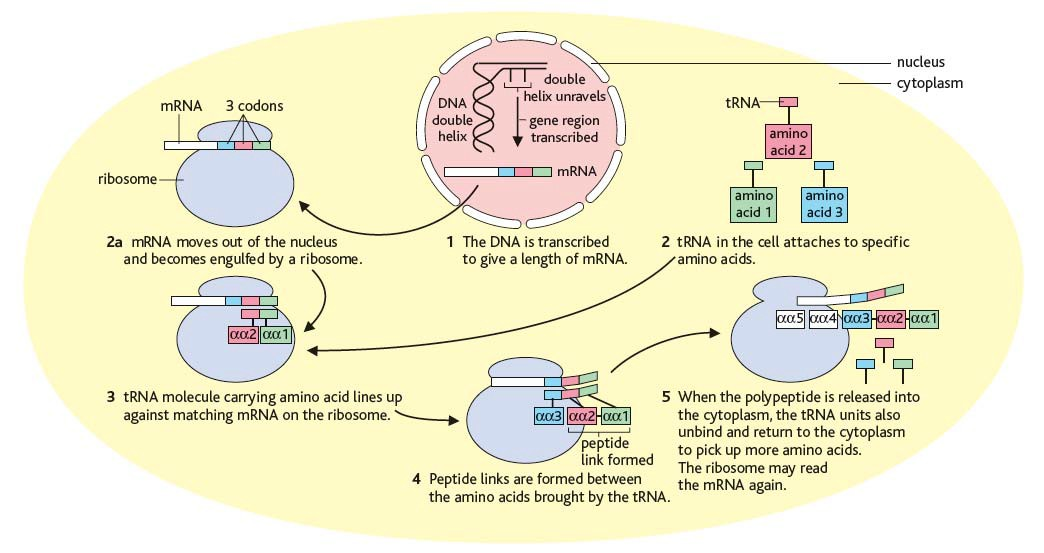 nucleus
cytoplasm
DNA
double
helix
double
helix unravels
gene region
transcribed
mRNA
mRNA
3 codons
ribosome
tRNA
amino
acid 2
amino
acid 1
amino
acid 3
2a mRNA moves out of the nucleus
and becomes engulfed by a ribosome.
1 The DNA is transcribed
to give a length of mRNA.
2 tRNA in the cell attaches to specific
amino acids.
αα2 αα1
αα5 αα4 αα3 αα2 αα1
3 tRNA molecule carrying amino acid lines up
against matching mRNA on the ribosome.
αα3 αα2 αα1
peptide
link formed
4 Peptide links are formed between
the amino acids brought by the tRNA.
5 When the polypeptide is released into
the cytoplasm, the tRNA units also
unbind and return to the cytoplasm
to pick up more amino acids.
The ribosome may read
the mRNA again.